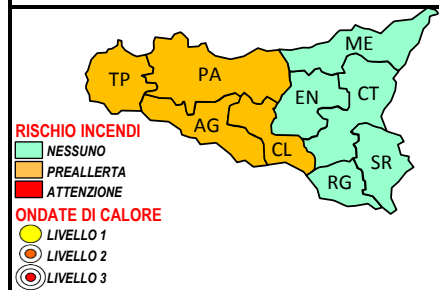 ME
PA
TP
EN
CT
AG
CL
SR
RG
RISCHIO INCENDI
NESSUNO
PREALLERTA
ATTENZIONE
ONDATE DI CALORE
LIVELLO 1
LIVELLO 2
LIVELLO 3